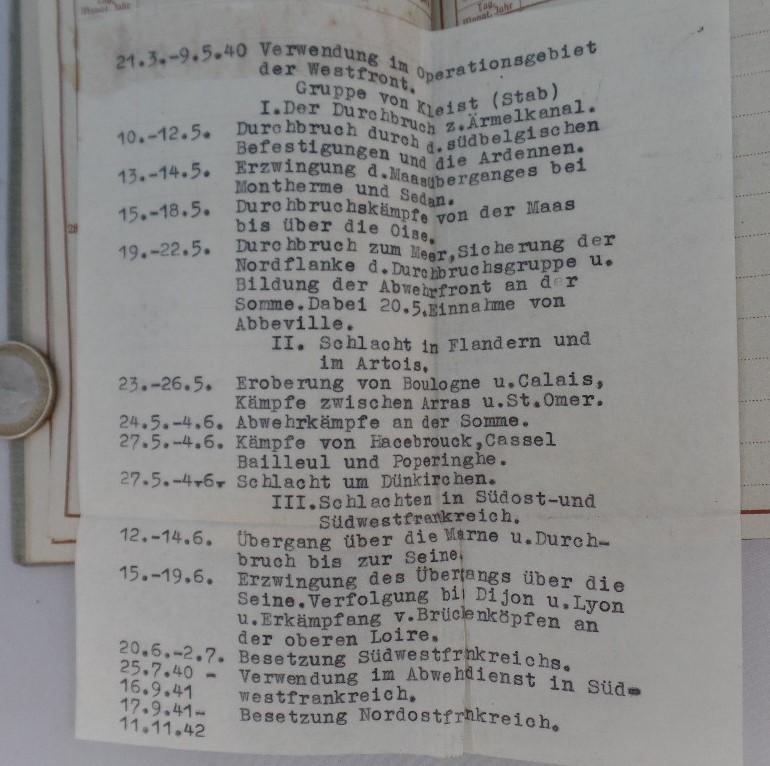 Tag, Monat, Jahr
Tag, Monat, Jahr
21.3.-9.5.40 Verwendung im Operationsgebiet
der Westfront.
Gruppe von Kleist (Stab)
I.Der Durchbruch z.Ärmelkanal.
10.-12.5. Durchbruch durch d.südbelgischen
Befestigungen und die Ardennen.
13.-14.5. Erzwingung d.Maasüberganges bei
Montherme und Sedan.
15.-18.5. Durchbruchskämpfe von der Maas
bis über die Oise.
19.-22.5. Durchbruch zum Meer,Sicherung der
Nordflanke d.Durchbruchsgruppe u.
Bildung der Abwehrfront an der
Somme.Dabei 20.5.Einnahme von
Abbeville.
II. Schlacht in Flandern und
im Artois.
23.-26.5. Eroberung von Boulogne u.Calais,
Kämpfe zwischen Arras u.St.Omer.
24.5.-4.6. Abwehrkämpfe an der Somme.
27.5.-4.6. Kämpfe von Hacebrouck,Cassel
Bailleul und Poperinghe.
27.5.-4.6. Schlacht um Dünkirchen.
III.Schlachten in Südost-und
Südwestfrankreich.
12.-14.6. Übergang über die Marne u.Durch-
bruch bis zur Seine.
15.-19.6. Erzwingung des Übergangs über die
Seine.Verfolgung bis Dijon u.Lyon
u.Erkämpfang v.Brückenköpfen an
der oberen Loire.
20.6.-2.7. Besetzung Südwestfrankreichs.
25.7.40 - Verwendung im Abwehdienst in Süd-
16.9.41 westfrankreich.
17.9.41- Besetzung Nordostfrankreich.
11.11.42